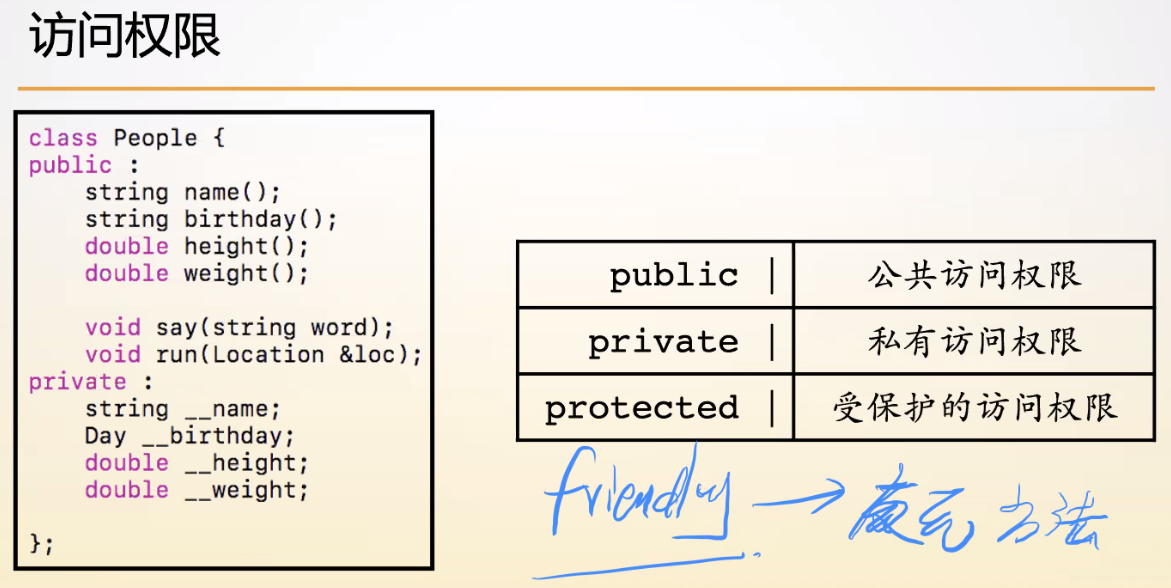 访问权限
class People {
public :
    string name();
    string birthday();
    double height();
    double weight();
    void say(string word);
    void run(Location &loc);
private :
    string __name;
    Day __birthday;
    double __height;
    double __weight;
};
public | 公共访问权限
private | 私有访问权限
protected | 受保护的访问权限
friendly → 方法